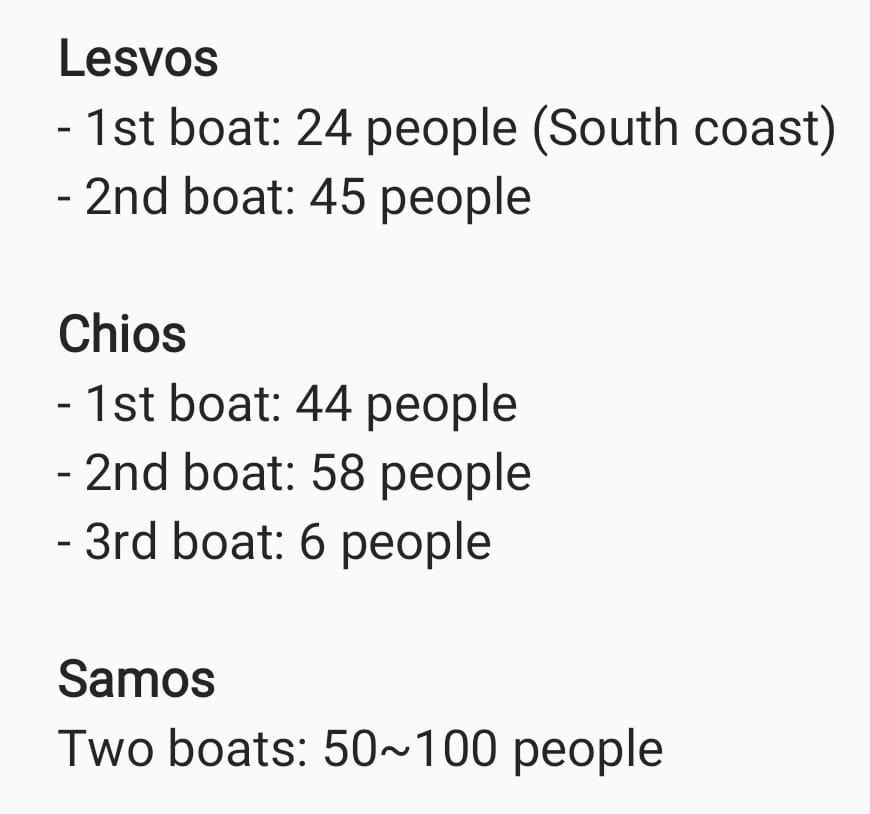 Lesvos
- 1st boat: 24 people (South coast)
- 2nd boat: 45 people
Chios
- 1st boat: 44 people
- 2nd boat: 58 people
- 3rd boat: 6 people
Samos
Two boats: 50~100 people